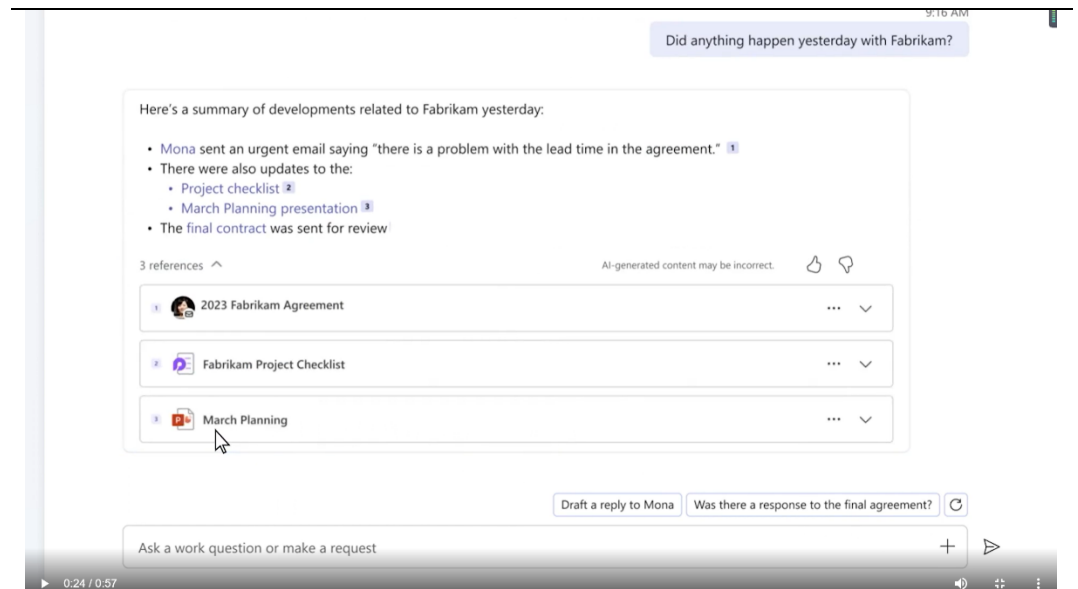 9:16 AM
Did anything happen yesterday with Fabrikam?
Here's a summary of developments related to Fabrikam yesterday:
• Mona sent an urgent email saying "there is a problem with the lead time in the agreement." 1
• There were also updates to the:
• Project checklist 2
• March Planning presentation 3
• The final contract was sent for review
3 references
AI-generated content may be incorrect.
1 2023 Fabrikam Agreement
2 Fabrikam Project Checklist
3 March Planning
Draft a reply to Mona
Was there a response to the final agreement?
Ask a work question or make a request
0:24 / 0:57